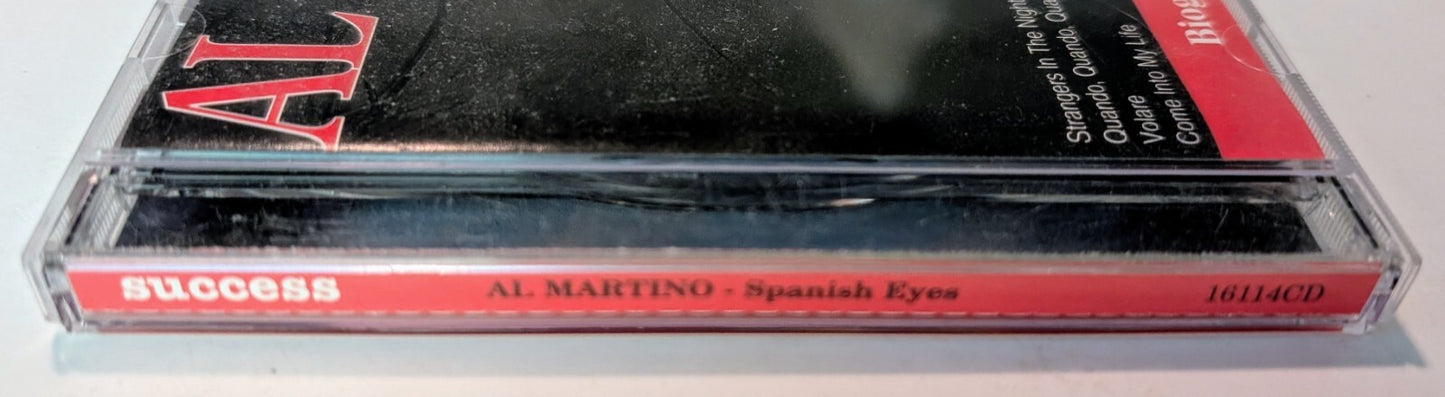 AL
Strangers In The Night
Quando, Quando, Quando
Volare
Come Into My Life
success AL MARTINO - Spanish Eyes 16114CD